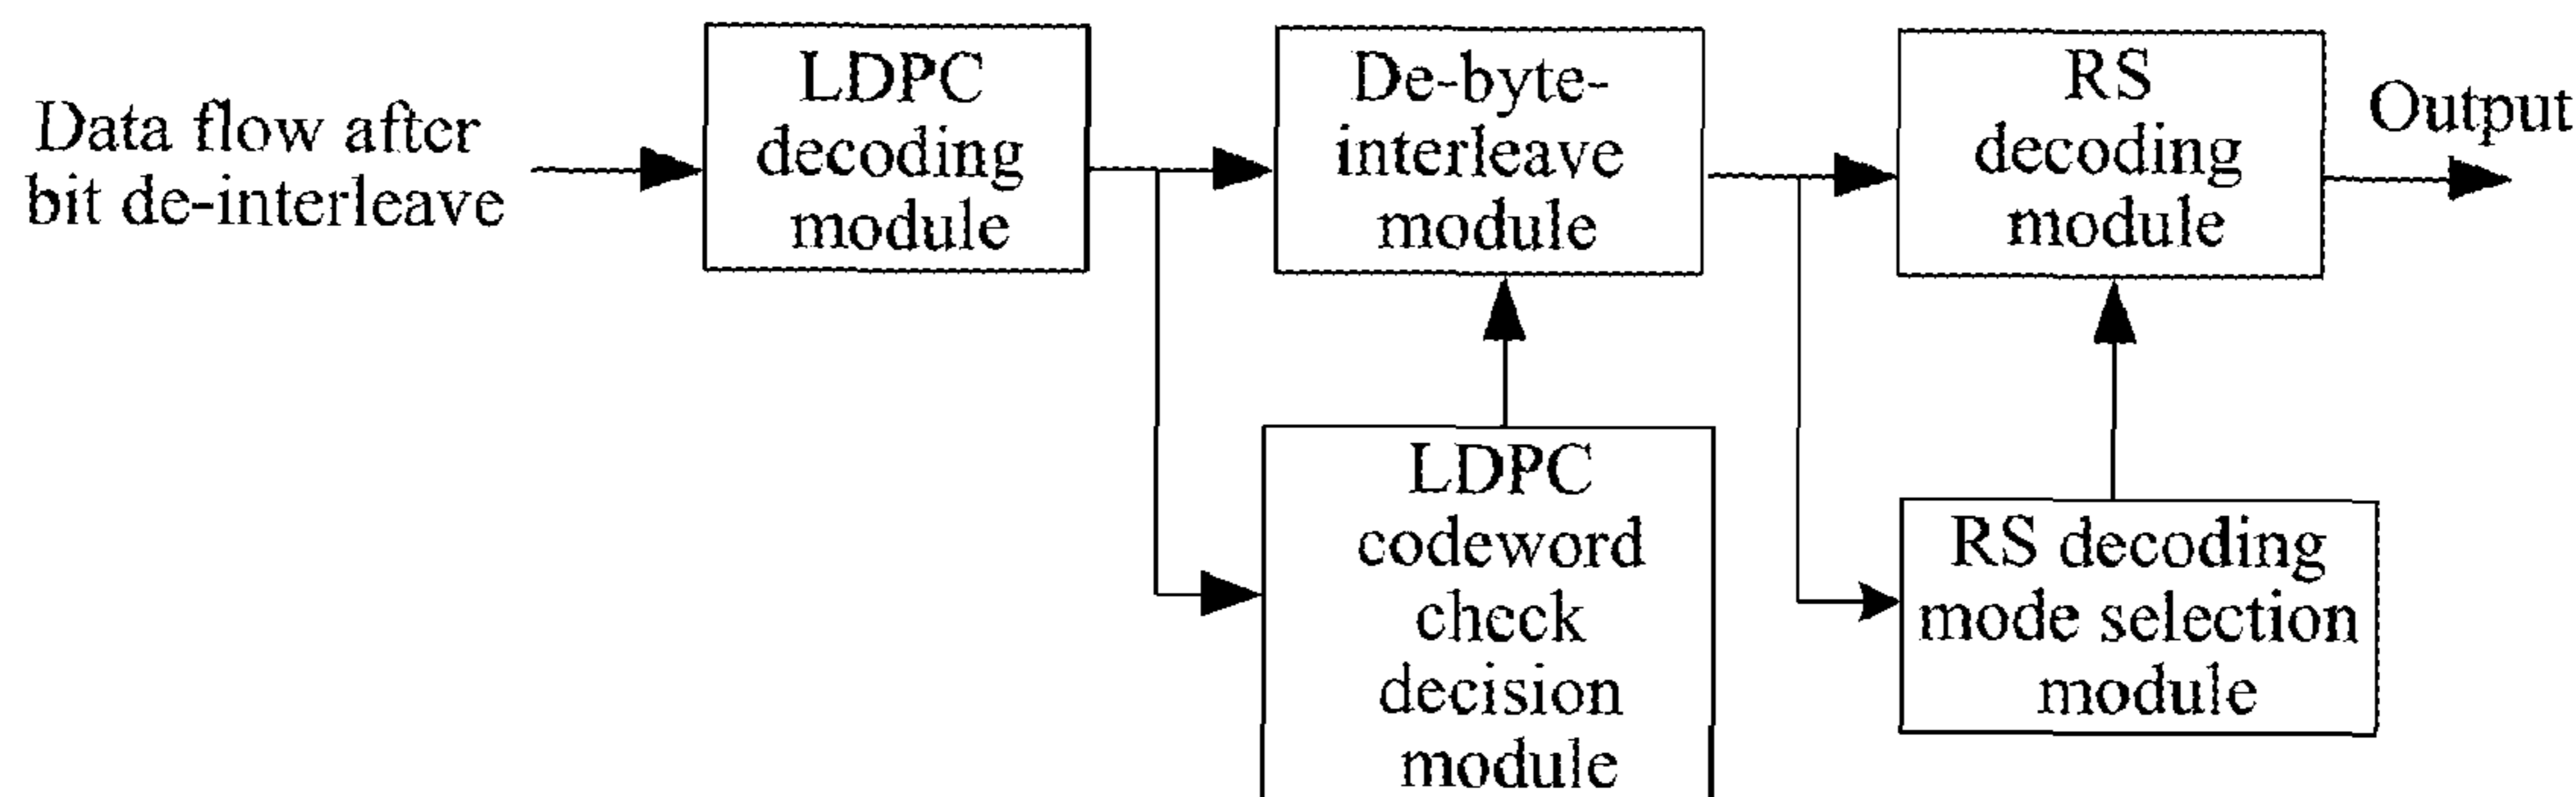 Data flow after
bit de-interleave
LDPC
decoding
module
De-byte-
interleave
module
RS
decoding
module
Output
LDPC
codeword
check
decision
module
RS decoding
mode selection
module